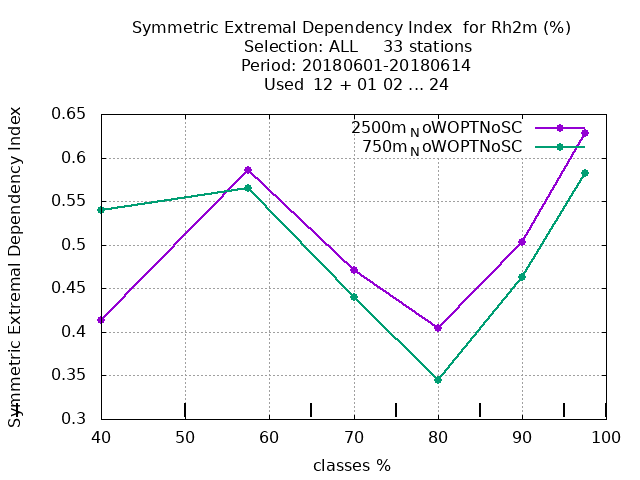 Symmetric Extremal Dependency Index for Rh2m (%)
Selection: ALL 33 stations
Period: 20180601-20180614
Used 12 + 01 02 ... 24
Symmetric Extremal Dependency Index
0.65
0.6
0.55
0.5
0.45
0.4
0.35
0.3
2500m_NoWOPTNoSC
750m_NoWOPTNoSC
40 50 60 70 80 90 100
classes %